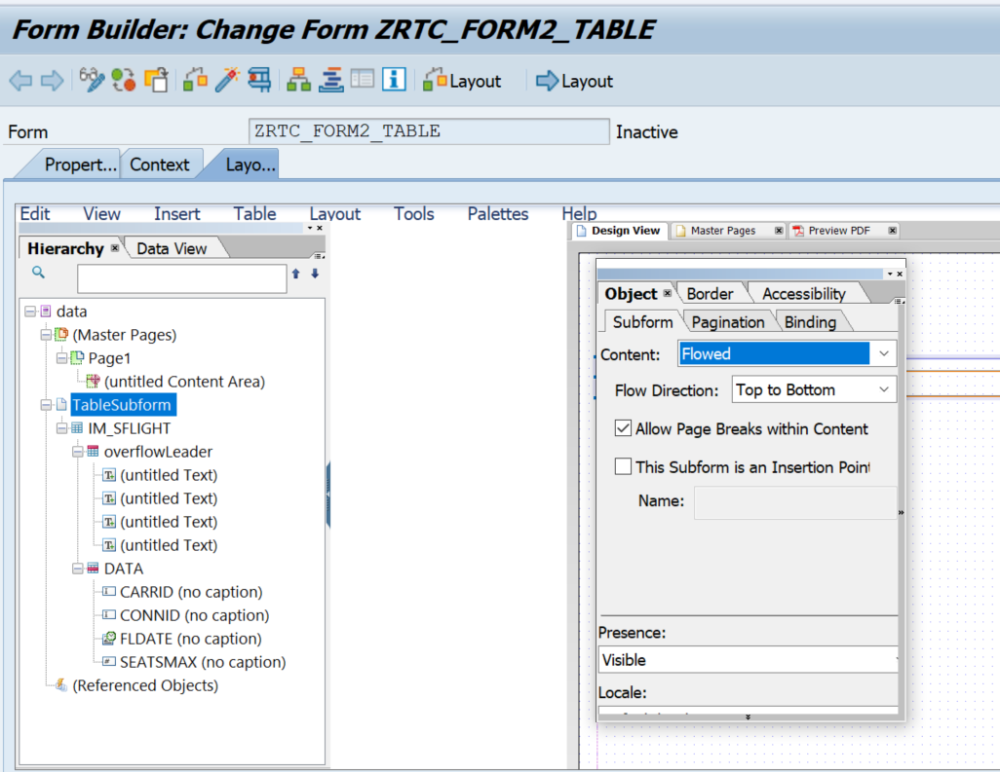 Form Builder: Change Form ZRTC_FORM2_TABLE
Layout
Layout
Form
ZRTC_FORM2_TABLE
Inactive
Propert...
Context
Layo...
Edit
View
Insert
Table
Layout
Tools
Palettes
Help
Hierarchy
Data View
data
(Master Pages)
Page1
(untitled Content Area)
TableSubform
IM_SFLIGHT
overflowLeader
(untitled Text)
(untitled Text)
(untitled Text)
(untitled Text)
DATA
CARRID (no caption)
CONNID (no caption)
FLDATE (no caption)
SEATSMAX (no caption)
(Referenced Objects)
Design View
Master Pages
Preview PDF
Object
Border
Accessibility
Subform
Pagination
Binding
Content:
Flowed
Flow Direction:
Top to Bottom
Allow Page Breaks within Content
This Subform is an Insertion Point
Name:
Presence:
Visible
Locale: